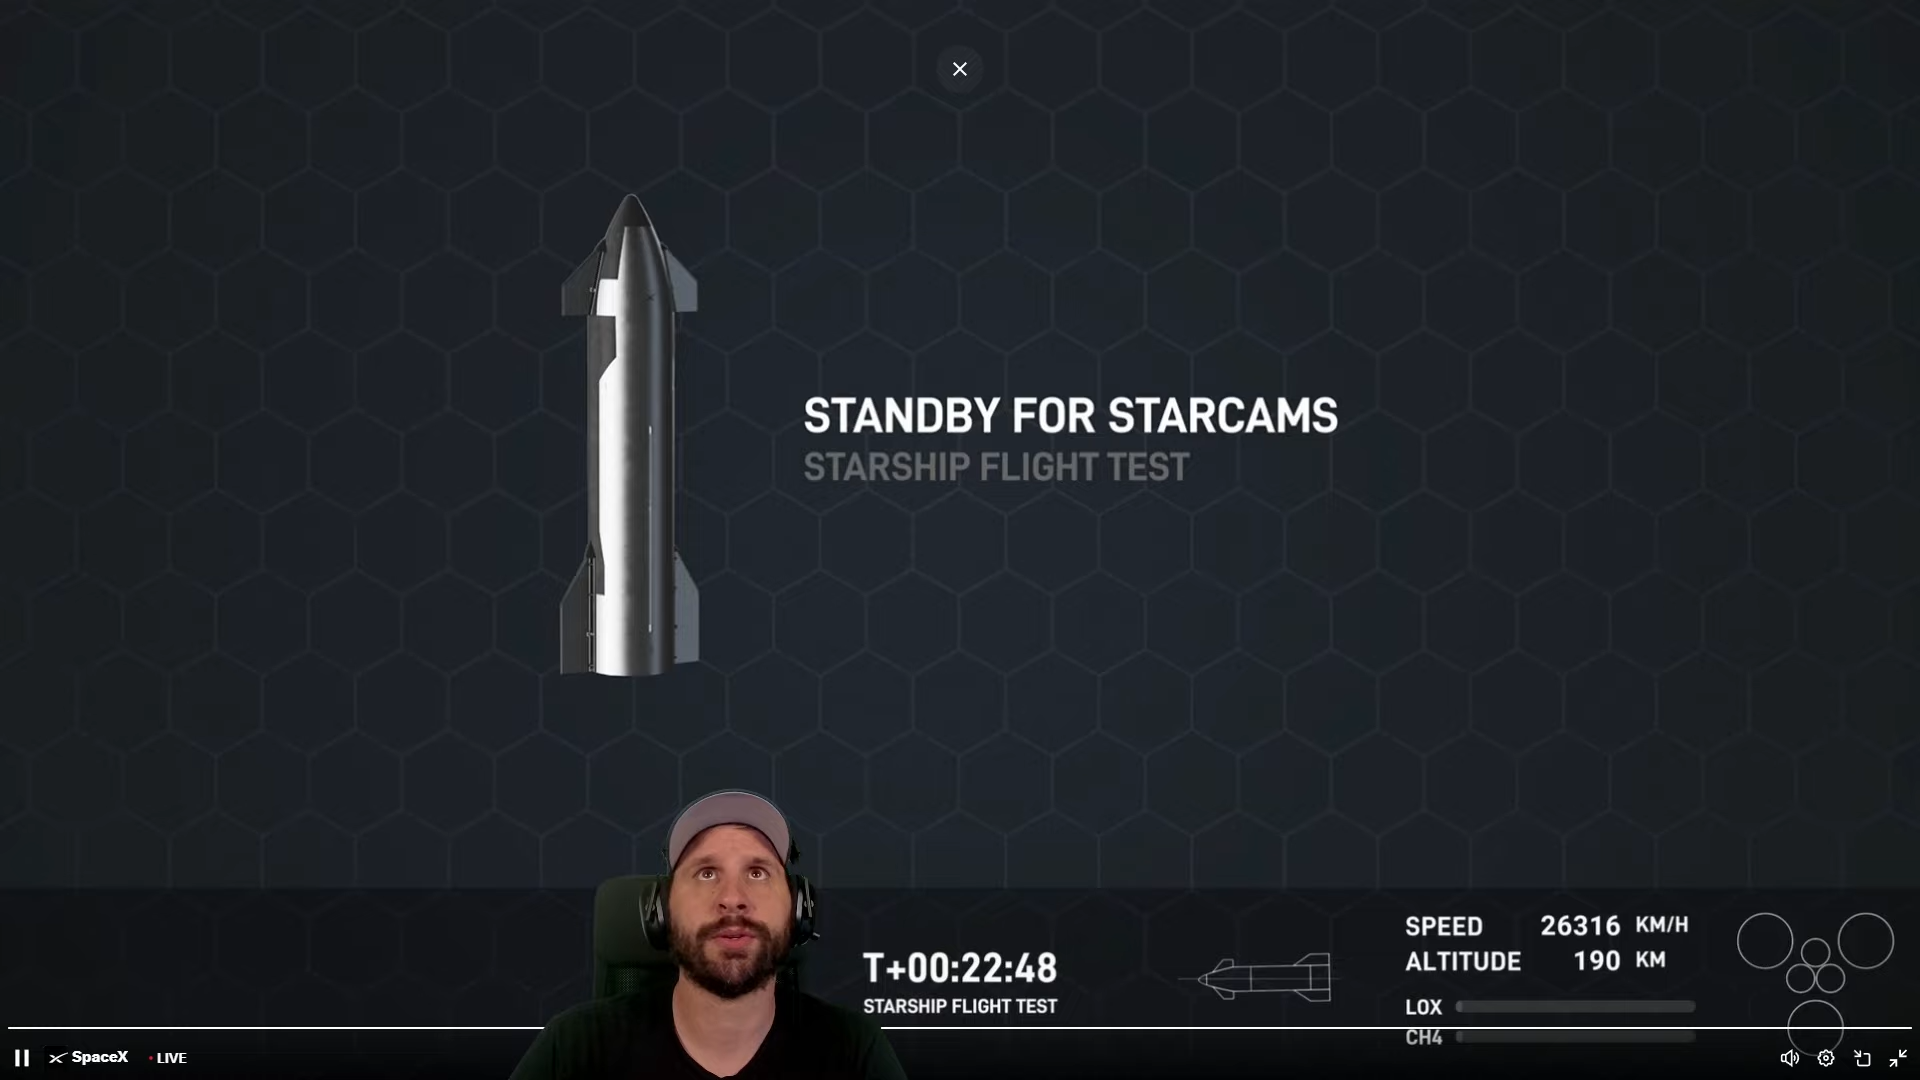 STANDBY FOR STARCAMS
STARSHIP FLIGHT TEST
T+00:22:48
STARSHIP FLIGHT TEST
SPEED 26316 KM/H
ALTITUDE 190 KM
LOX
CH4
SpaceX LIVE